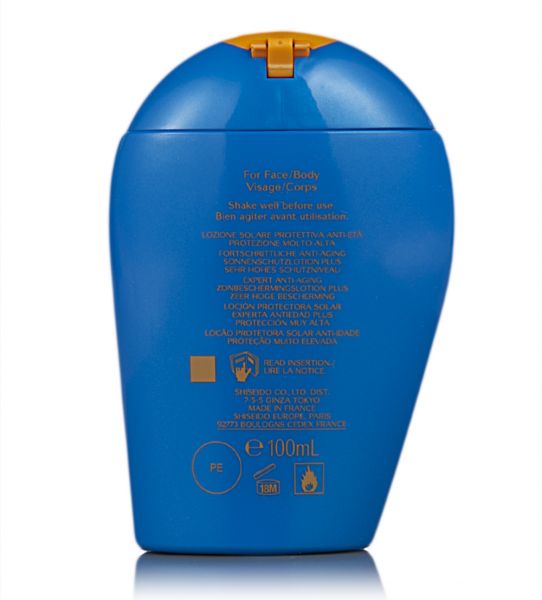 For Face/Body
Visage/Corps
Shake well before use.
Bien agiter avant utilisation.
LOZIONE SOLARE PROTETTIVA ANTI-ETÀ
PROTEZIONE MOLTO ALTA
FORTSCHRITTLICHE ANTI-AGING
SONNENSCHUTZLOTION PLUS
SEHR HOHES SCHUTZNIVEAU
EXPERT ANTI-AGING
ZONBESCHERMINGSLOTION PLUS
ZEER HOGE BESCHERMING
LOCIÓN PROTECTORA SOLAR
EXPERTA ANTIEDAD PLUS
PROTECCIÓN MUY ALTA
LOÇÃO PROTETORA SOLAR ANTI-IDADE
PROTEÇÃO MUITO ELEVADA
READ INSERTION./
LIRE LA NOTICE.
SHISEIDO CO., LTD. DIST.
7-5-5 GINZA TOKYO
MADE IN FRANCE
SHISEIDO EUROPE, PARIS
92773 BOULOGNE CEDEX FRANCE
℮ 100mL
PE
18M